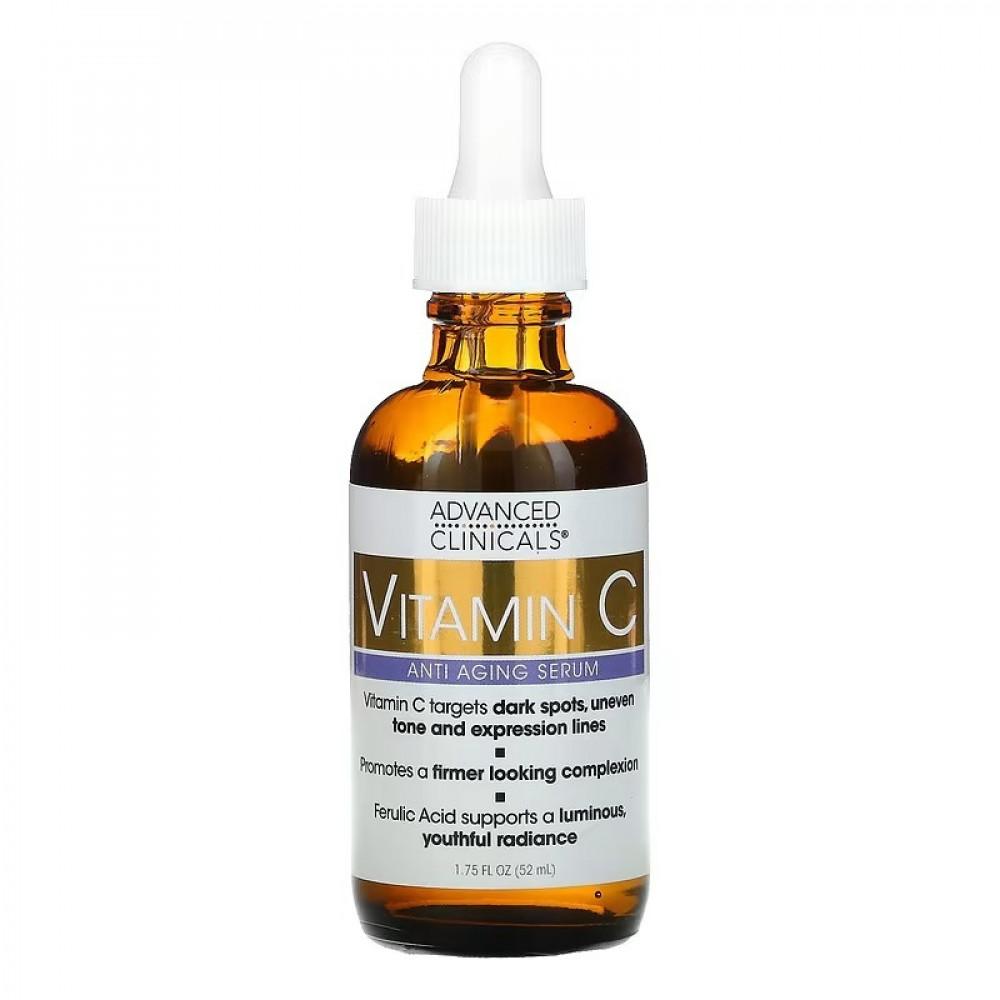 ADVANCED
CLINICALS®
VITAMIN C
ANTI AGING SERUM
Vitamin C targets dark spots, uneven
tone and expression lines
Promotes a firmer looking complexion
Ferulic Acid supports a luminous,
youthful radiance
1.75 FL OZ (52 mL)